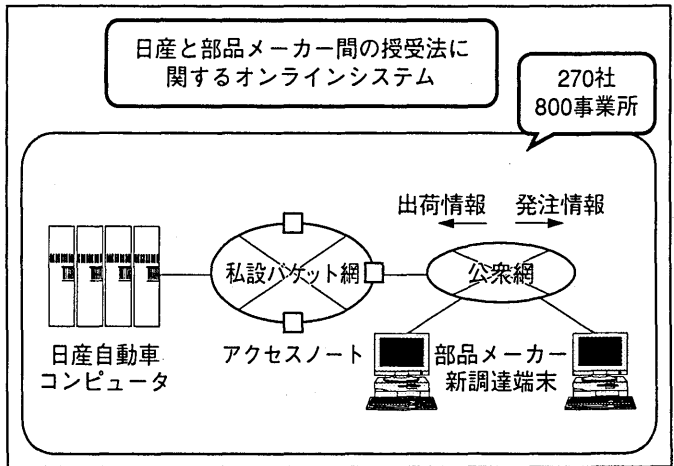 日産と部品メーカー間の授受法に
関するオンラインシステム
270社
800事業所
出荷情報
発注情報
私設パケット網
公衆網
日産自動車
コンピュータ
アクセスノート
部品メーカー
新調達端末